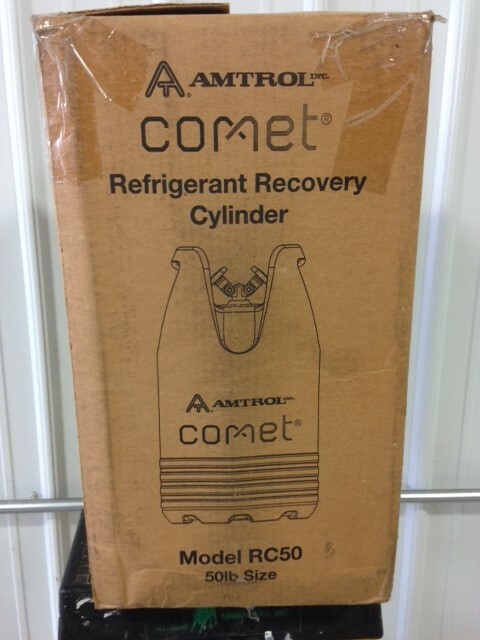 AMTROL INC.
comet®
Refrigerant Recovery
Cylinder
AMTROL INC.
comet®
Model RC50
50lb Size